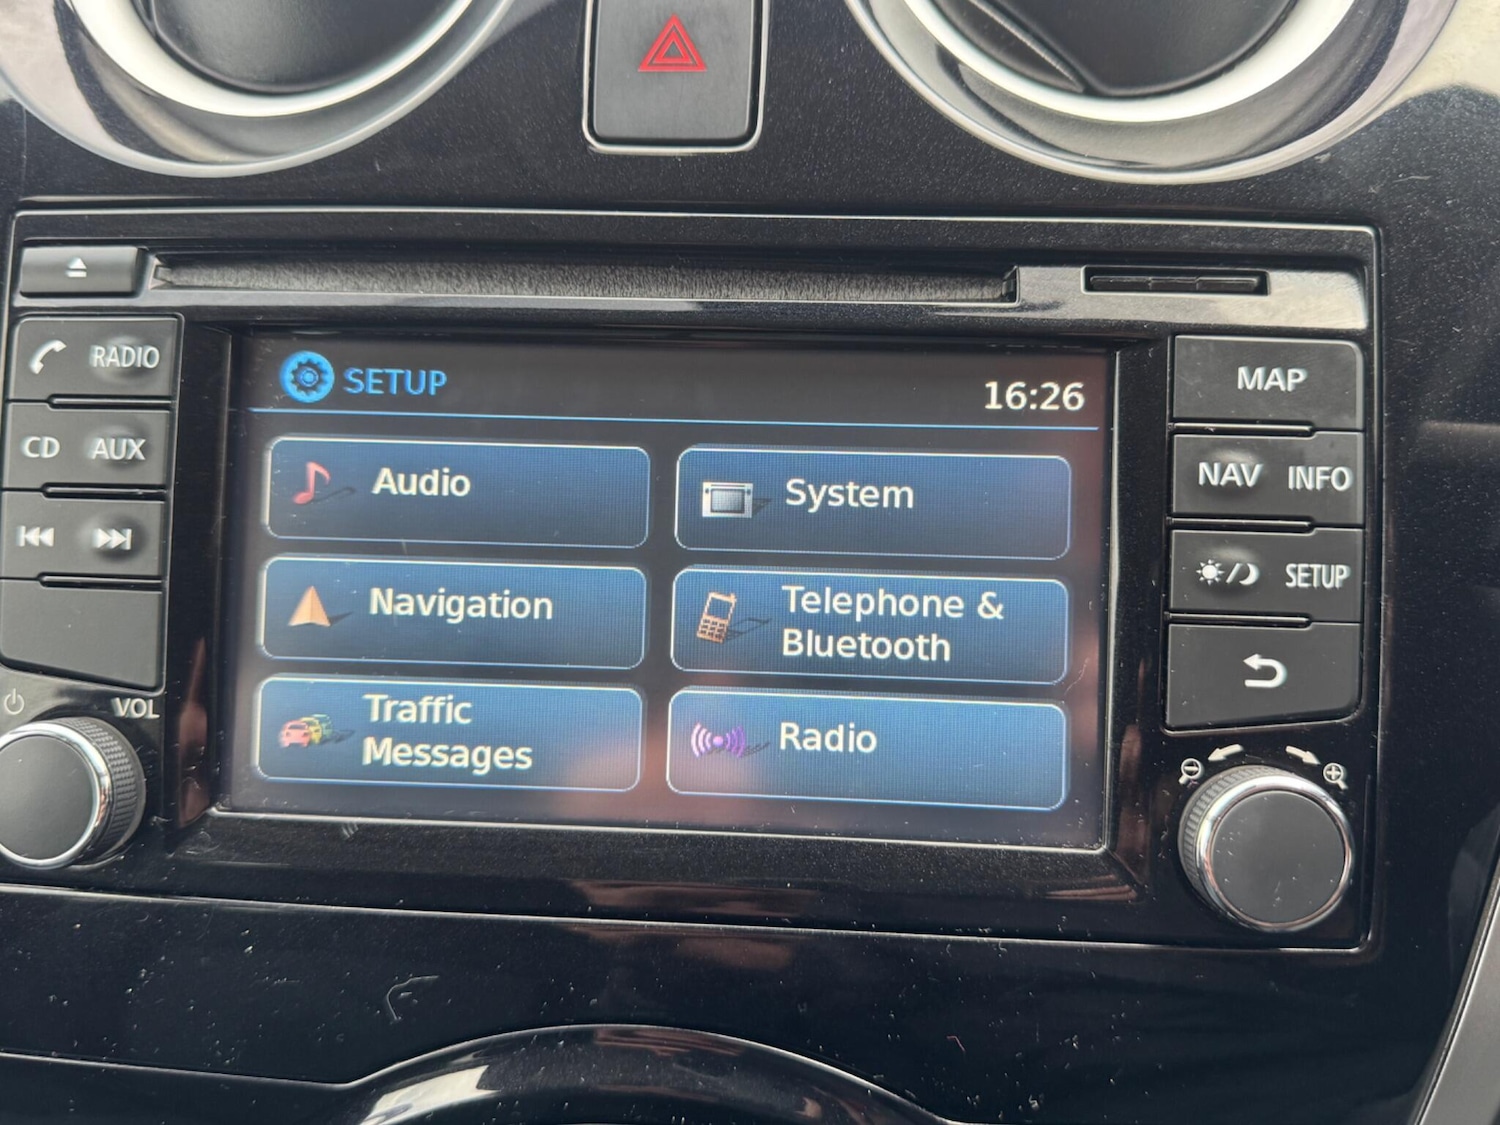 RADIO
CD AUX
VOL
SETUP
16:26
Audio
System
Navigation
Telephone &
Bluetooth
Traffic
Messages
Radio
MAP
NAV INFO
SETUP